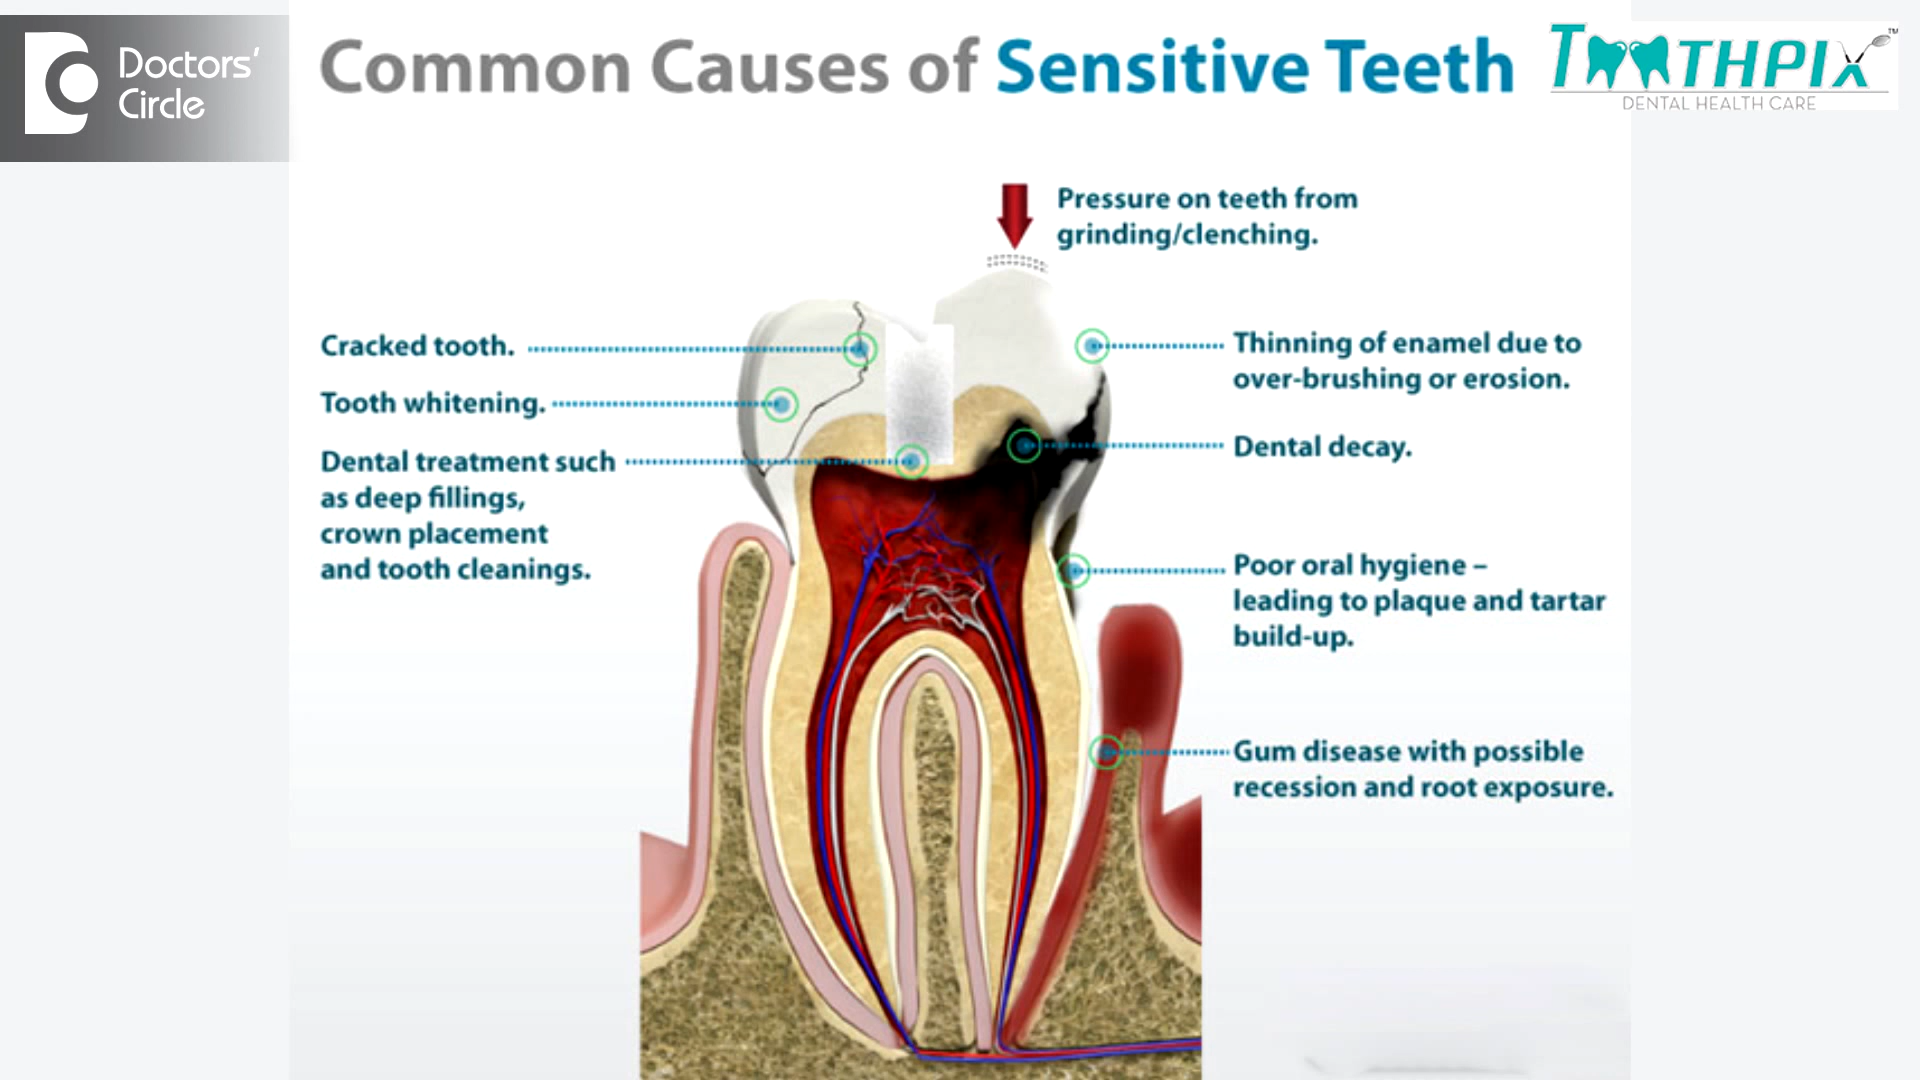 Doctors'
Circle
Common Causes of Sensitive Teeth
TOOTHPIX™
DENTAL HEALTH CARE
Pressure on teeth from
grinding/clenching.
Cracked tooth.
Tooth whitening.
Dental treatment such
as deep fillings,
crown placement
and tooth cleanings.
Thinning of enamel due to
over-brushing or erosion.
Dental decay.
Poor oral hygiene –
leading to plaque and tartar
build-up.
Gum disease with possible
recession and root exposure.